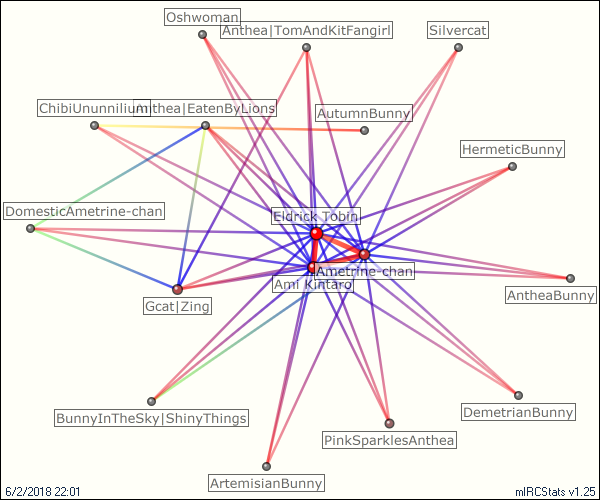 Oshwoman
Anthea|TomAndKitFangirl
Silvercat
ChibiUnunnilium
Anthea|EatenByLions
AutumnBunny
HermeticBunny
DomesticAmetrine-chan
Eldrick Tobin
Ametrine-chan
Ami Kintaro
AntheaBunny
Gcat|Zing
BunnyInTheSky|ShinyThings
DemetrianBunny
PinkSparklesAnthea
ArtemisianBunny
6/2/2018 22:01
mIRCStats v1.25